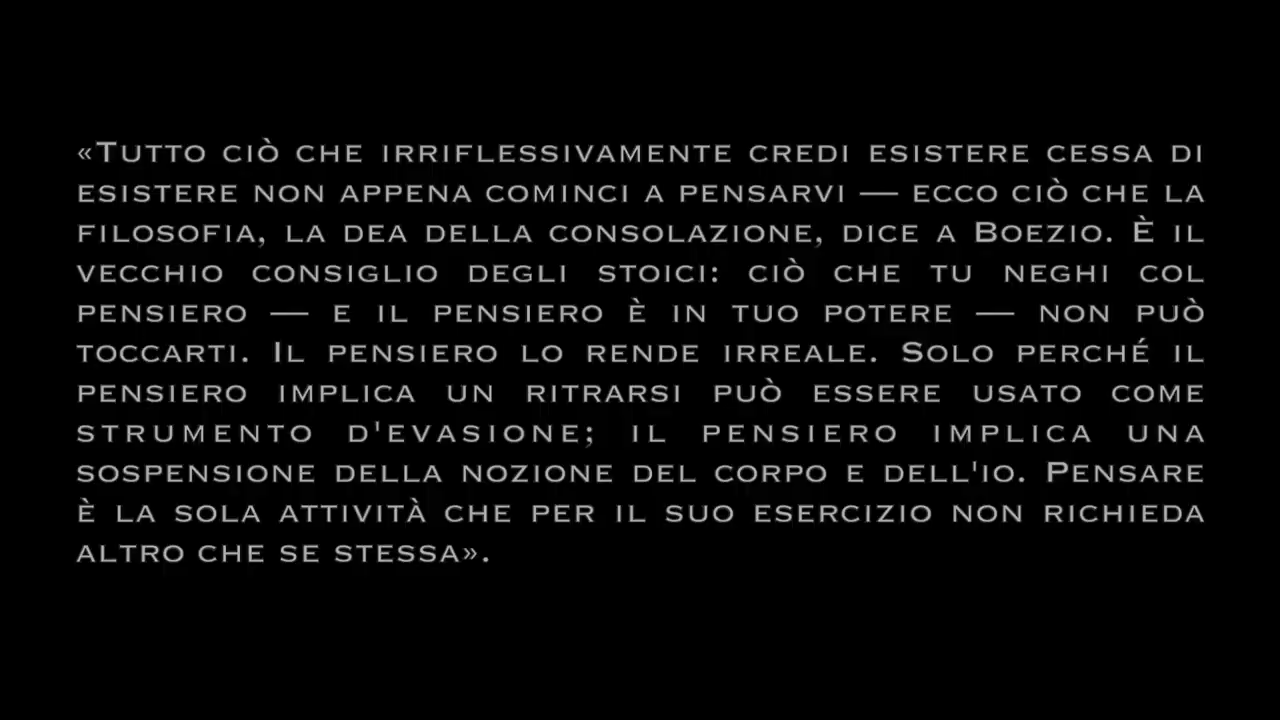 «Tutto ciò che irriflessivamente credi esistere cessa di
esistere non appena cominci a pensarvi — ecco ciò che la
filosofia, la dea della consolazione, dice a Boezio. È il
vecchio consiglio degli stoici: ciò che tu neghi col
pensiero — e il pensiero è in tuo potere — non può
toccarti. Il pensiero lo rende irreale. Solo perché il
pensiero implica un ritrarsi può essere usato come
strumento d'evasione; il pensiero implica una
sospensione della nozione del corpo e dell'io. Pensare
è la sola attività che per il suo esercizio non richieda
altro che se stessa».